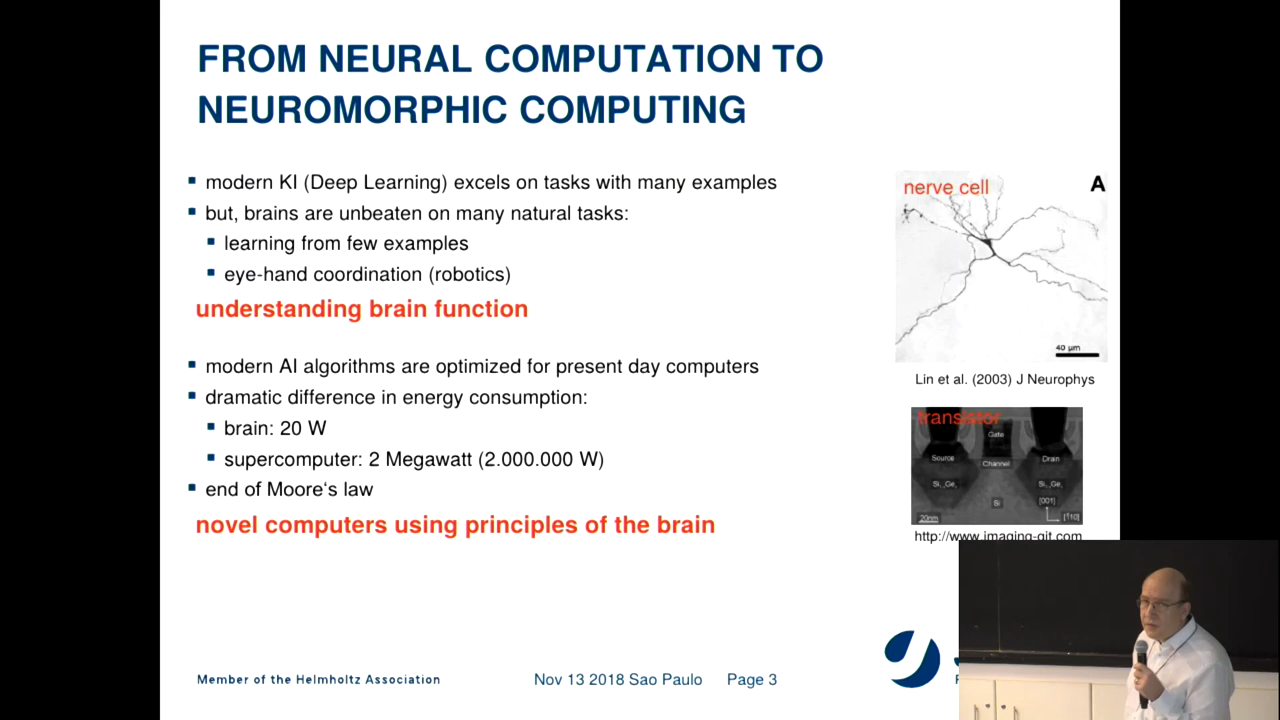 FROM NEURAL COMPUTATION TO
NEUROMORPHIC COMPUTING
modern KI (Deep Learning) excels on tasks with many examples
but, brains are unbeaten on many natural tasks:
learning from few examples
eye-hand coordination (robotics)
understanding brain function
modern AI algorithms are optimized for present day computers
dramatic difference in energy consumption:
brain: 20 W
supercomputer: 2 Megawatt (2.000.000 W)
end of Moore‘s law
novel computers using principles of the brain
nerve cell
A
40 μm
Lin et al. (2003) J Neurophys
transistor
Gate
Source
Channel
Drain
Si
[001]
20nm
http://www.imaging-git.com
Member of the Helmholtz Association
Nov 13 2018 Sao Paulo
Page 3